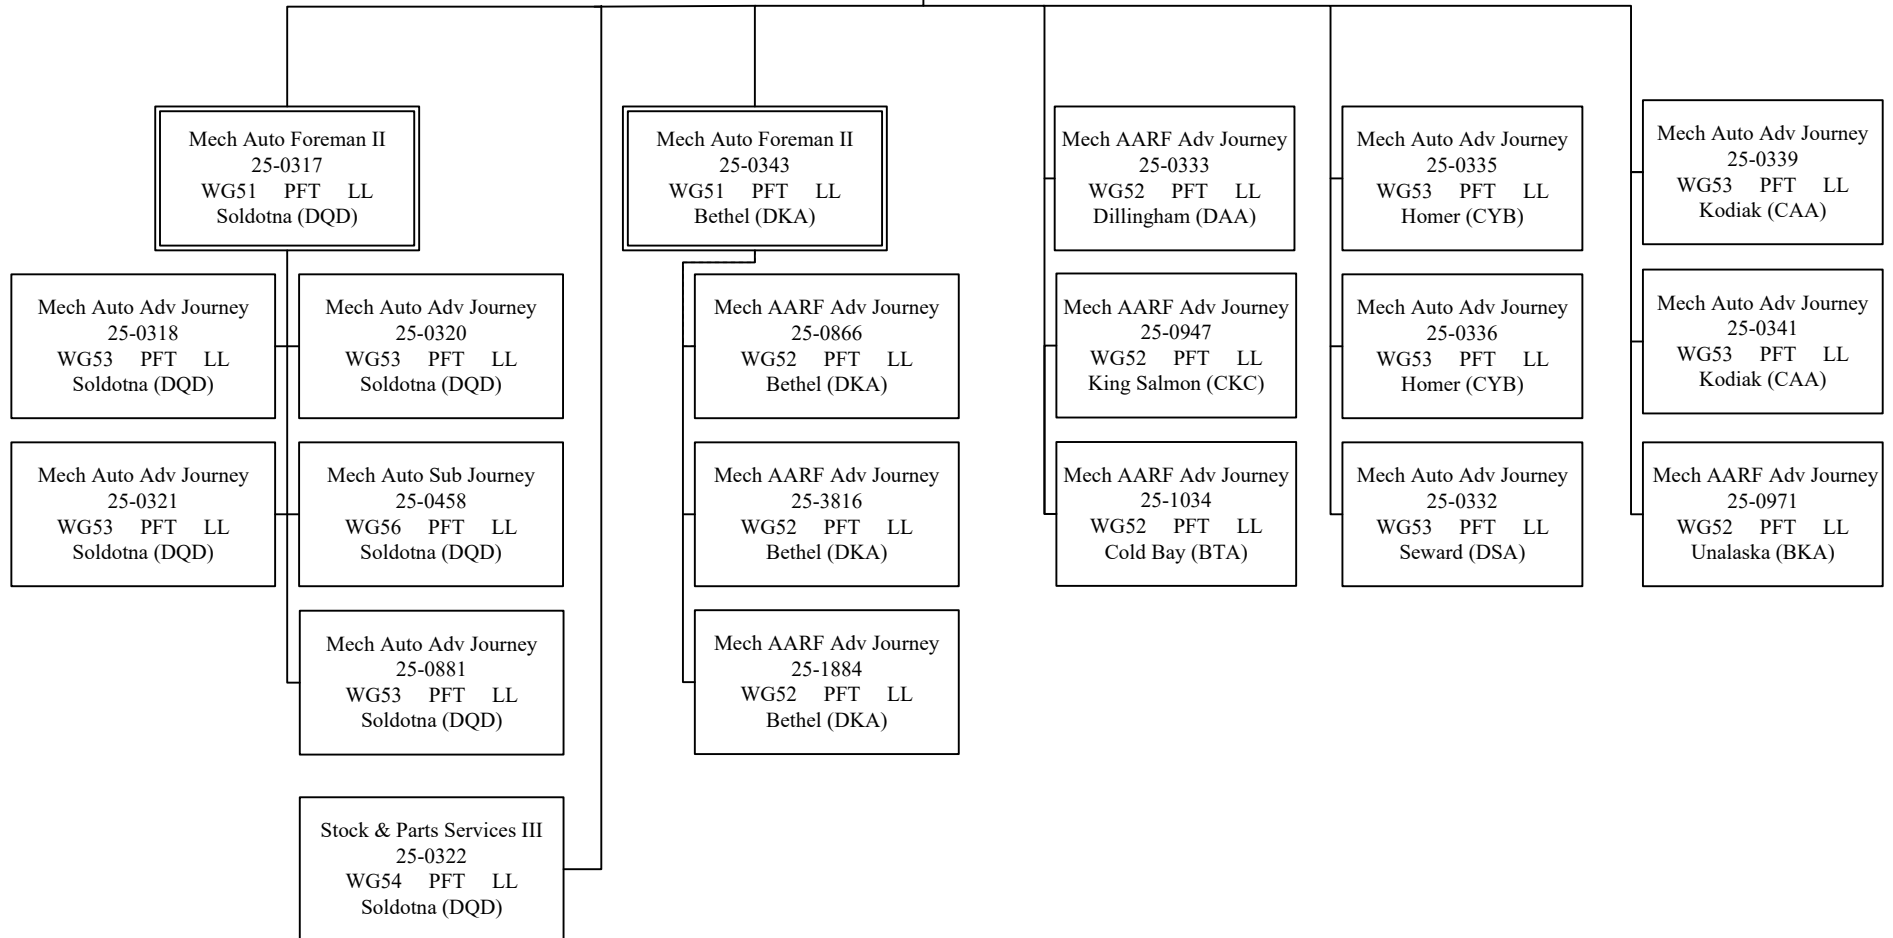 Mech Auto Foreman II
25-0317
WG51 PFT LL
Soldotna (DQD)
Mech Auto Foreman II
25-0343
WG51 PFT LL
Bethel (DKA)
Mech AARF Adv Journey
25-0333
WG52 PFT LL
Dillingham (DAA)
Mech Auto Adv Journey
25-0335
WG53 PFT LL
Homer (CYB)
Mech Auto Adv Journey
25-0339
WG53 PFT LL
Kodiak (CAA)
Mech Auto Adv Journey
25-0318
WG53 PFT LL
Soldotna (DQD)
Mech Auto Adv Journey
25-0320
WG53 PFT LL
Soldotna (DQD)
Mech AARF Adv Journey
25-0866
WG52 PFT LL
Bethel (DKA)
Mech AARF Adv Journey
25-0947
WG52 PFT LL
King Salmon (CKC)
Mech Auto Adv Journey
25-0336
WG53 PFT LL
Homer (CYB)
Mech Auto Adv Journey
25-0341
WG53 PFT LL
Kodiak (CAA)
Mech Auto Adv Journey
25-0321
WG53 PFT LL
Soldotna (DQD)
Mech Auto Sub Journey
25-0458
WG56 PFT LL
Soldotna (DQD)
Mech AARF Adv Journey
25-3816
WG52 PFT LL
Bethel (DKA)
Mech AARF Adv Journey
25-1034
WG52 PFT LL
Cold Bay (BTA)
Mech Auto Adv Journey
25-0332
WG53 PFT LL
Seward (DSA)
Mech AARF Adv Journey
25-0971
WG52 PFT LL
Unalaska (BKA)
Mech Auto Adv Journey
25-0881
WG53 PFT LL
Soldotna (DQD)
Mech AARF Adv Journey
25-1884
WG52 PFT LL
Bethel (DKA)
Stock & Parts Services III
25-0322
WG54 PFT LL
Soldotna (DQD)